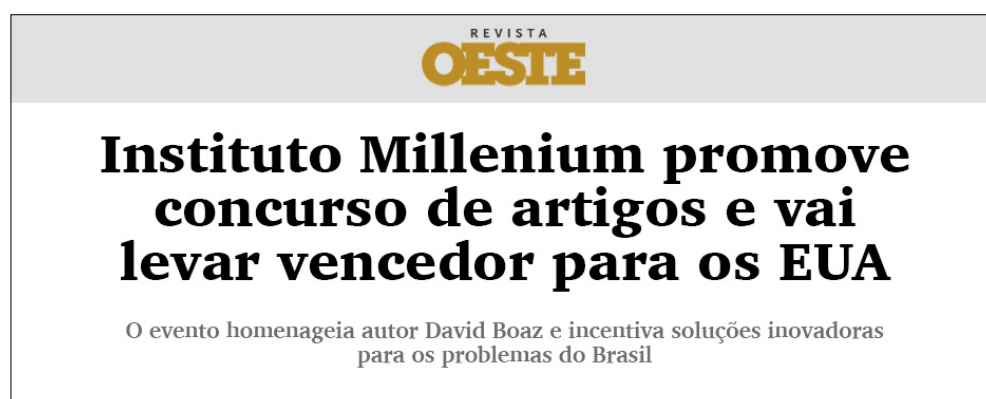 REVISTA
OESTE
Instituto Millenium promove
concurso de artigos e vai
levar vencedor para os EUA
O evento homenageia autor David Boaz e incentiva soluções inovadoras
para os problemas do Brasil